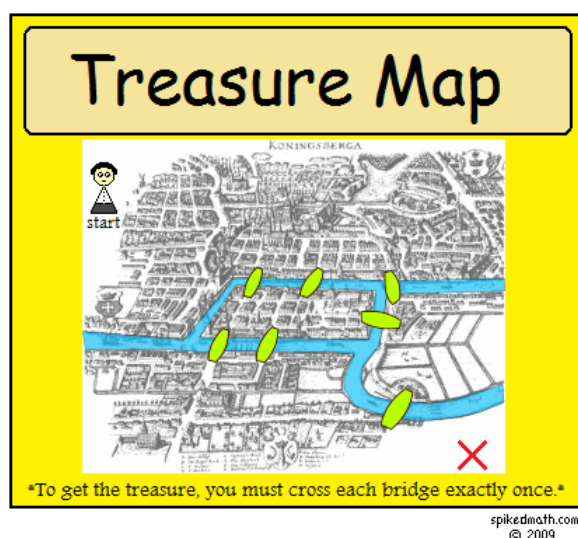 Treasure Map
KONINGSBERGA
start
*To get the treasure, you must cross each bridge exactly once.*
spikedmath.com
© 2009